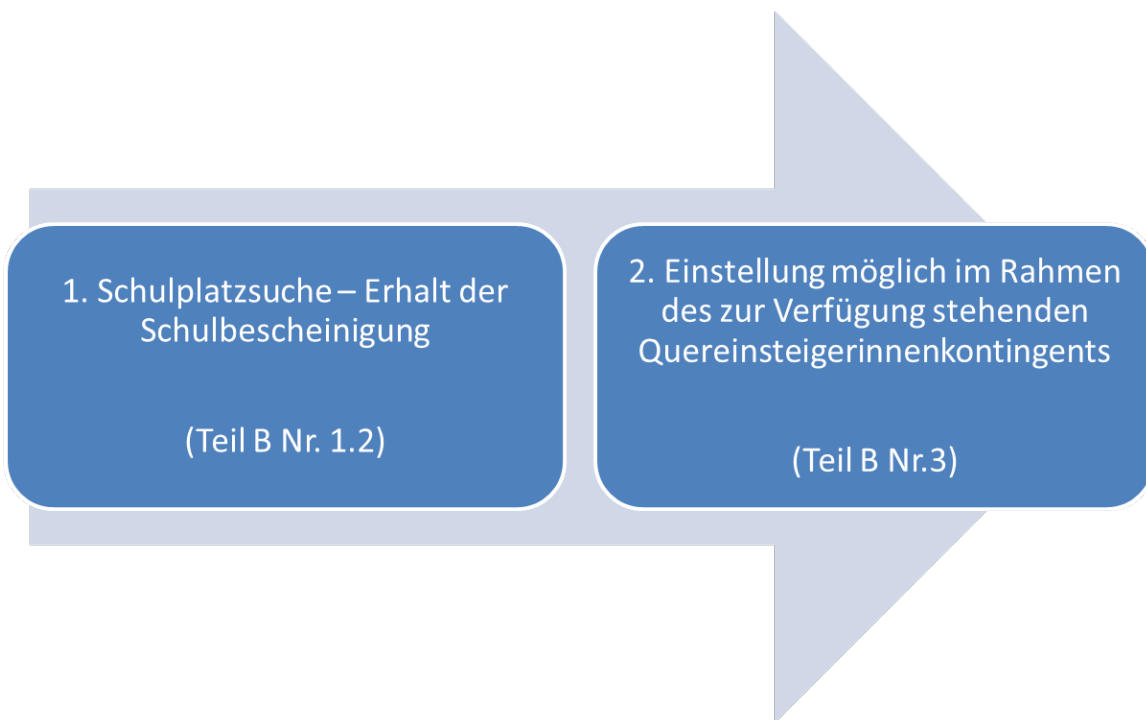 1. Schulplatzsuche – Erhalt der
Schulbescheinigung
(Teil B Nr. 1.2)
2. Einstellung möglich im Rahmen
des zur Verfügung stehenden
Quereinsteigerinnenkontingents
(Teil B Nr.3)